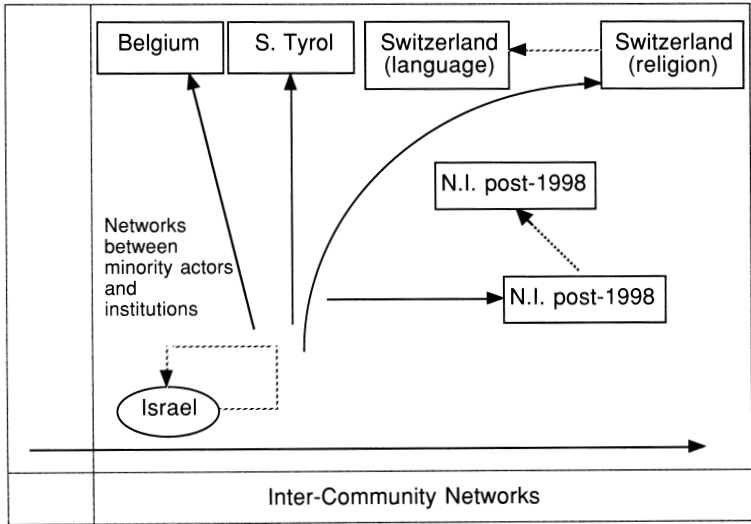 Belgium
S. Tyrol
Switzerland
(language)
Switzerland
(religion)
N.I. post-1998
Networks
between
minority actors
and
institutions
N.I. post-1998
Israel
Inter-Community Networks